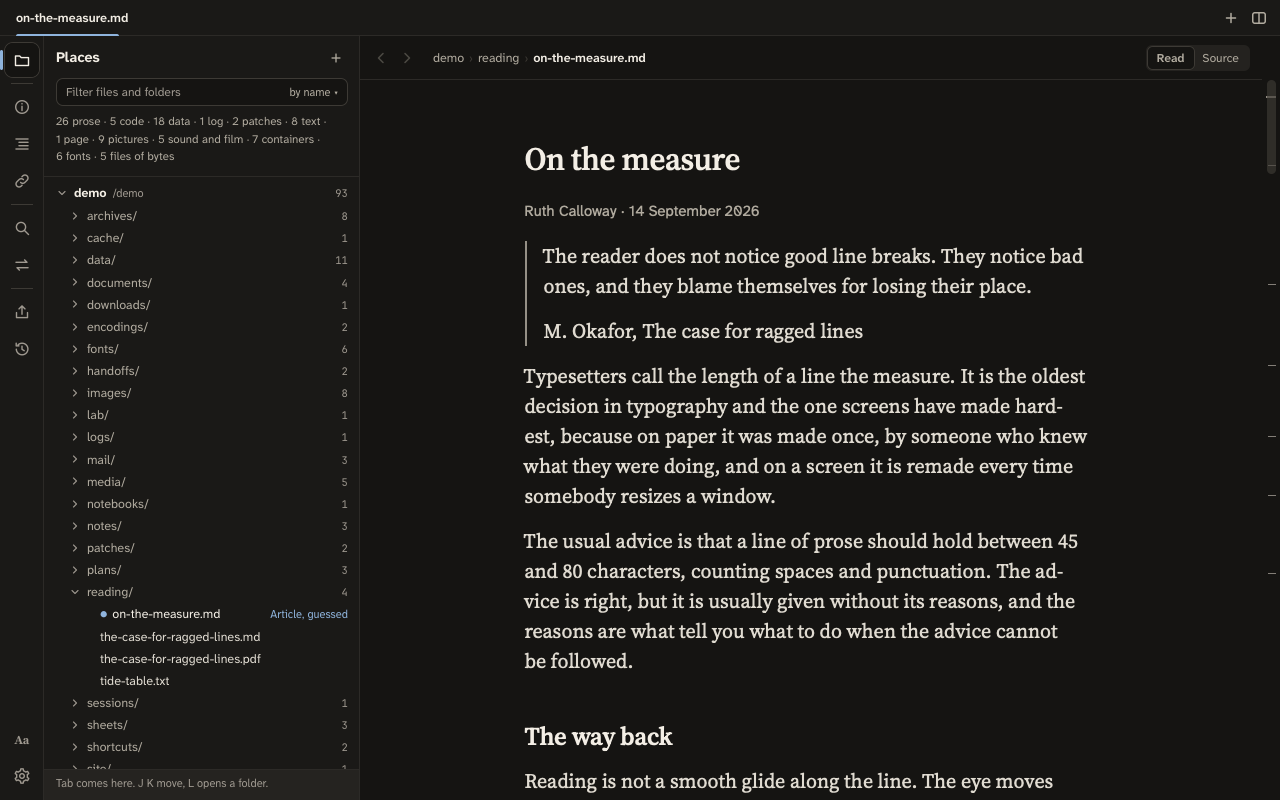 on-the-measure.md
Places
Filter files and folders by name
26 prose · 5 code · 18 data · 1 log · 2 patches · 8 text ·
1 page · 9 pictures · 5 sound and film · 7 containers ·
6 fonts · 5 files of bytes
demo /demo 93
archives/ 8
cache/ 1
data/ 11
documents/ 4
downloads/ 1
encodings/ 2
fonts/ 6
handoffs/ 2
images/ 8
lab/ 1
logs/ 1
mail/ 3
media/ 5
notebooks/ 1
notes/ 3
patches/ 2
plans/ 3
reading/ 4
on-the-measure.md Article, guessed
the-case-for-ragged-lines.md
the-case-for-ragged-lines.pdf
tide-table.txt
sessions/ 1
sheets/ 3
shortcuts/ 2
site/ 1
Aa
Tab comes here. J K move, L opens a folder.
demo › reading › on-the-measure.md
Read Source
On the measure
Ruth Calloway · 14 September 2026
The reader does not notice good line breaks. They notice bad
ones, and they blame themselves for losing their place.
M. Okafor, The case for ragged lines
Typesetters call the length of a line the measure. It is the oldest
decision in typography and the one screens have made hard-
est, because on paper it was made once, by someone who knew
what they were doing, and on a screen it is remade every time
somebody resizes a window.
The usual advice is that a line of prose should hold between 45
and 80 characters, counting spaces and punctuation. The ad-
vice is right, but it is usually given without its reasons, and the
reasons are what tell you what to do when the advice cannot
be followed.
The way back
Reading is not a smooth glide along the line. The eye moves